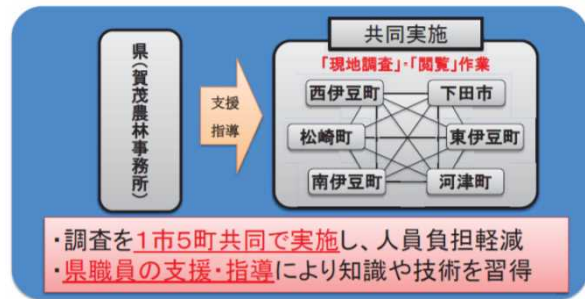 県(賀茂農林事務所)
支援
指導
共同実施
「現地調査」・「閲覧」作業
西伊豆町
下田市
松崎町
東伊豆町
南伊豆町
河津町
・調査を1市5町共同で実施し、人員負担軽減
・県職員の支援・指導により知識や技術を習得